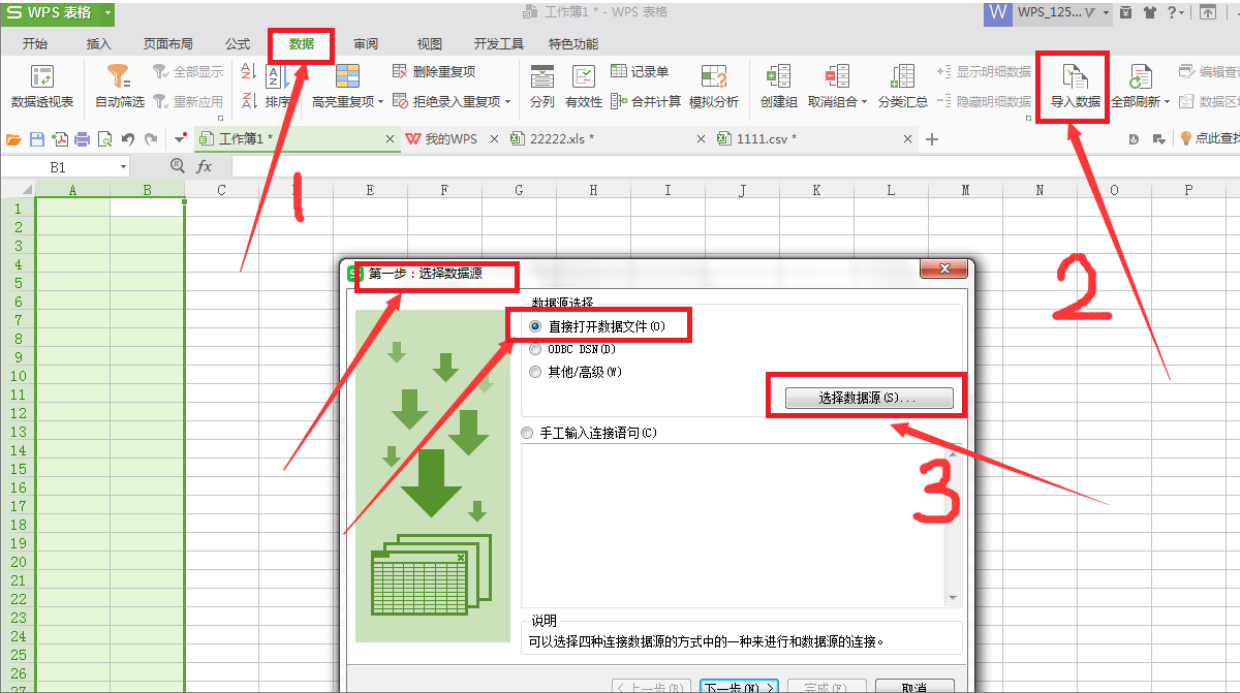 WPS 表格
工作簿1 * - WPS 表格
W WPS_125... ?
开始 插入 页面布局 公式 数据 审阅 视图 开发工具 特色功能
全部显示 删除重复项 记录单 显示明细数据
数据透视表 自动筛选 重新应用 排序 高亮重复项 拒绝录入重复项 分列 有效性 合并计算 模拟分析 创建组 取消组合 分类汇总 隐藏明细数据 导入数据 全部刷新 数据区
工作簿1 * 我的WPS 22222.xls * 1111.csv * 点此查找
B1 fx
A B C E F G H I J K L M N O P
1
2
3
4
5
6
7
8
9
10
11
12
13
14
15
16
17
18
19
20
21
22
23
24
25
26
27
1
2
3
第一步:选择数据源
数据源选择
直接打开数据文件(O)
ODBC DSN(D)
其他/高级(W)
选择数据源(S)...
手工输入连接语句(C)
说明
可以选择四种连接数据源的方式中的一种来进行和数据源的连接。
< 上一步(B) 下一步(N) > 完成(F) 取消